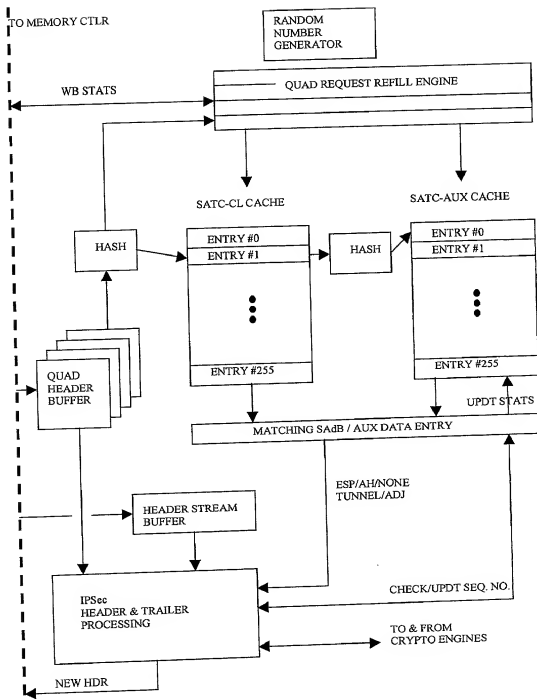 TO MEMORY CTLR
RANDOM
NUMBER
GENERATOR
WB STATS
QUAD REQUEST REFILL ENGINE
SATC-CL CACHE
SATC-AUX CACHE
HASH
ENTRY #0
ENTRY #1
HASH
ENTRY #0
ENTRY #1
QUAD
HEADER
BUFFER
ENTRY #255
ENTRY #255
UPDT STATS
MATCHING SAdB / AUX DATA ENTRY
ESP/AH/NONE
TUNNEL/ADJ
HEADER STREAM
BUFFER
IPSec
HEADER & TRAILER
PROCESSING
CHECK/UPDT SEQ. NO.
TO & FROM
CRYPTO ENGINES
NEW HDR